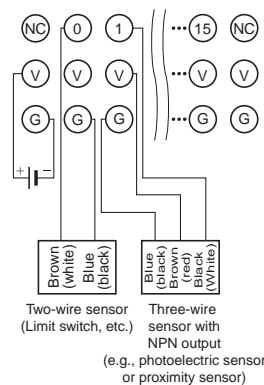 NC 0 1 ••• 15 NC
V V V ••• V V
G G G ••• G G
+ −
Brown
(white)
Blue
(black)
Blue
(black)
Brown
(red)
Black
(White)
Two-wire sensor
(Limit switch, etc.)
Three-wire
sensor with
NPN output
(e.g., photoelectric sensor
or proximity sensor)